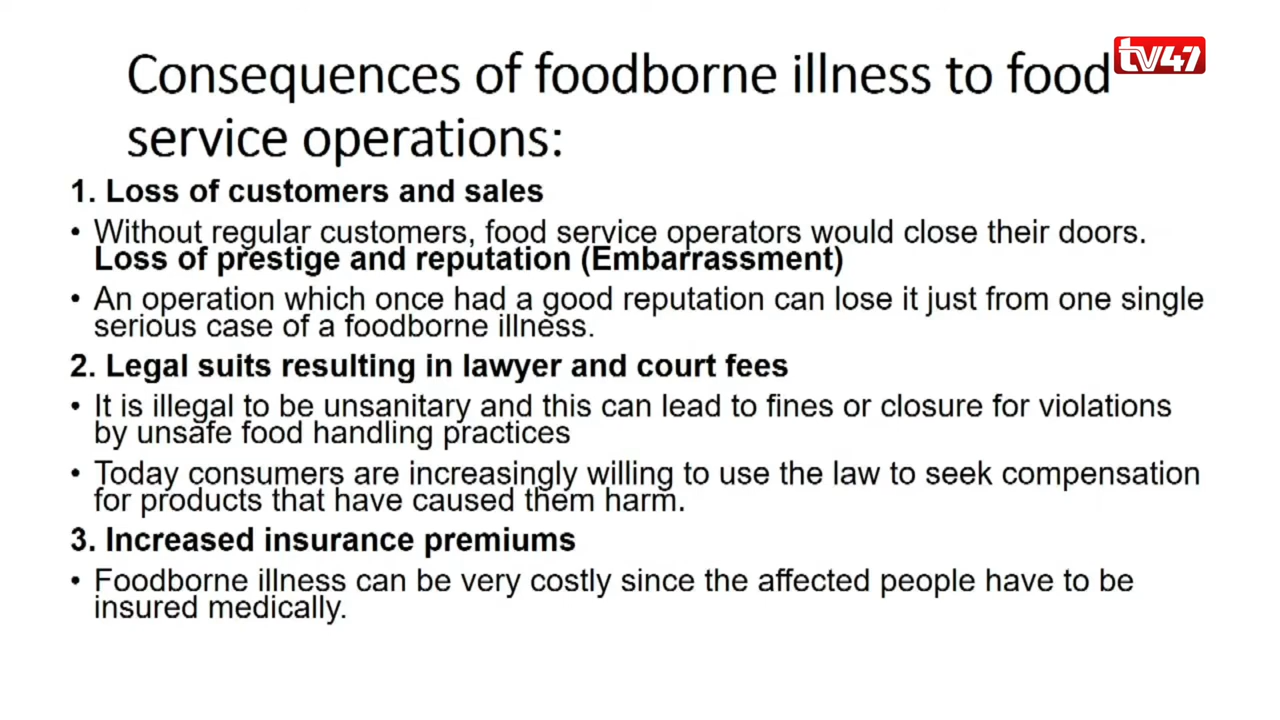 tv47
Consequences of foodborne illness to food
service operations:
1. Loss of customers and sales
• Without regular customers, food service operators would close their doors.
Loss of prestige and reputation (Embarrassment)
• An operation which once had a good reputation can lose it just from one single
serious case of a foodborne illness.
2. Legal suits resulting in lawyer and court fees
• It is illegal to be unsanitary and this can lead to fines or closure for violations
by unsafe food handling practices
• Today consumers are increasingly willing to use the law to seek compensation
for products that have caused them harm.
3. Increased insurance premiums
• Foodborne illness can be very costly since the affected people have to be
insured medically.